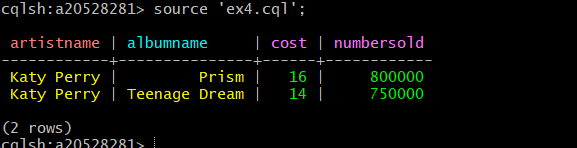 cqlsh:a20528281> source 'ex4.cql';
artistname | albumname | cost | numbersold
------------+---------------+------+------------
Katy Perry | Prism | 16 | 800000
Katy Perry | Teenage Dream | 14 | 750000
(2 rows)
cqlsh:a20528281>